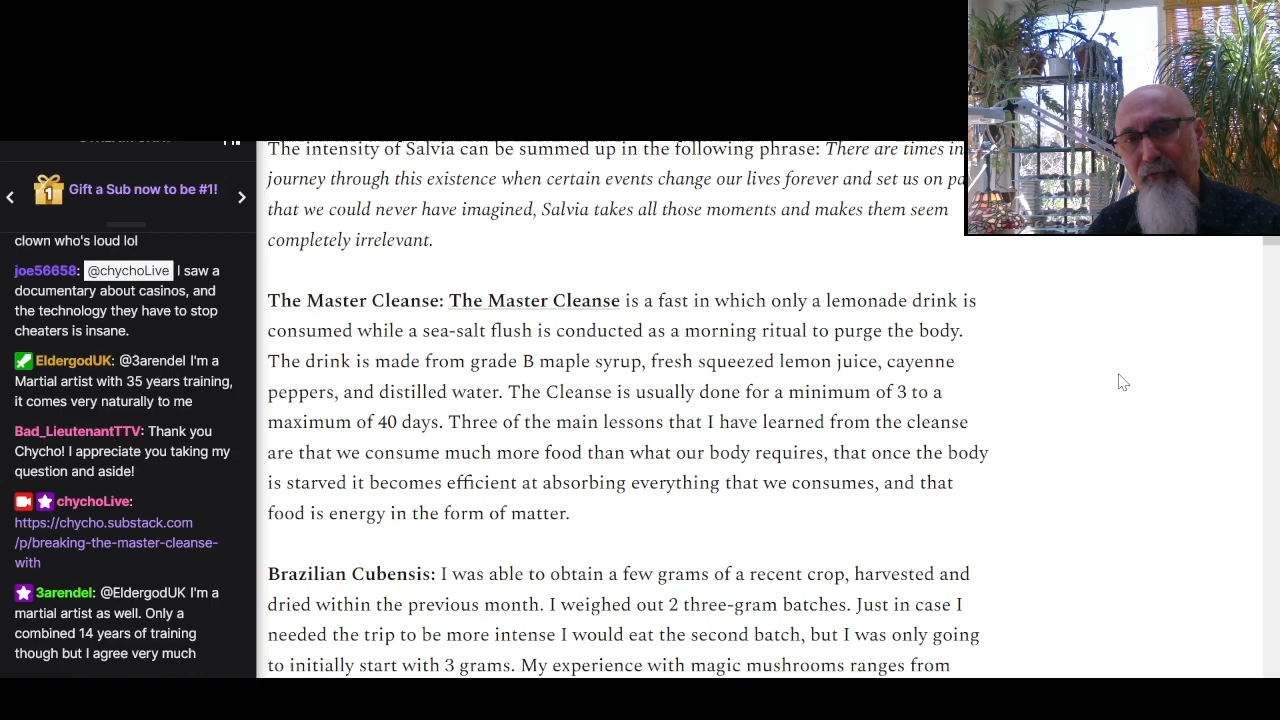 Gift a Sub now to be #1!
1
clown who's loud lol
joe56658: @chychoLive I saw a
documentary about casinos, and
the technology they have to stop
cheaters is insane.
EldergodUK: @3arendel I'm a
Martial artist with 35 years training,
it comes very naturally to me
Bad_LieutenantTTV: Thank you
Chycho! I appreciate you taking my
question and aside!
chychoLive:
https://chycho.substack.com
/p/breaking-the-master-cleanse-
with
3arendel: @EldergodUK I'm a
martial artist as well. Only a
combined 14 years of training
though but I agree very much
The intensity of Salvia can be summed up in the following phrase: There are times in
journey through this existence when certain events change our lives forever and set us on pa
that we could never have imagined, Salvia takes all those moments and makes them seem
completely irrelevant.
The Master Cleanse: The Master Cleanse is a fast in which only a lemonade drink is
consumed while a sea-salt flush is conducted as a morning ritual to purge the body.
The drink is made from grade B maple syrup, fresh squeezed lemon juice, cayenne
peppers, and distilled water. The Cleanse is usually done for a minimum of 3 to a
maximum of 40 days. Three of the main lessons that I have learned from the cleanse
are that we consume much more food than what our body requires, that once the body
is starved it becomes efficient at absorbing everything that we consumes, and that
food is energy in the form of matter.
Brazilian Cubensis: I was able to obtain a few grams of a recent crop, harvested and
dried within the previous month. I weighed out 2 three-gram batches. Just in case I
needed the trip to be more intense I would eat the second batch, but I was only going
to initially start with 3 grams. My experience with magic mushrooms ranges from